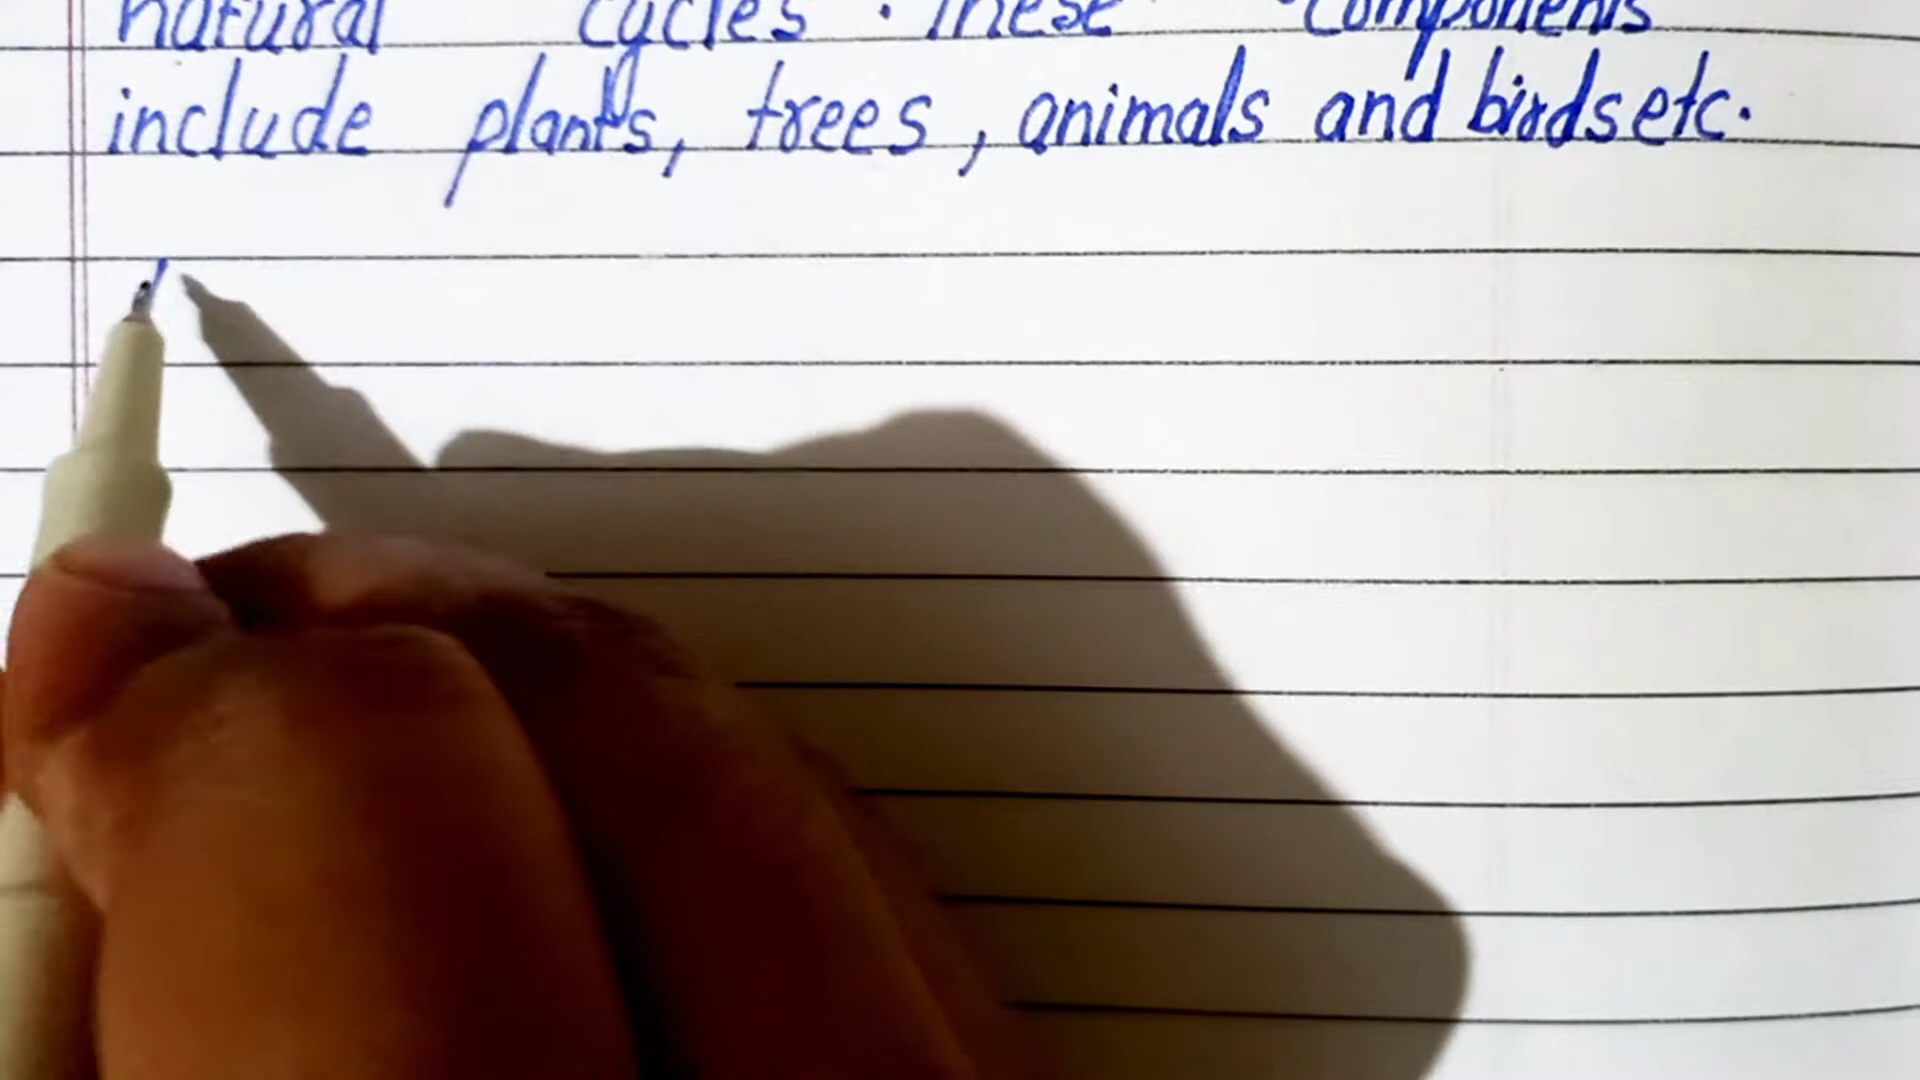 natural cycles. These components
include plants, trees, animals and birds etc.